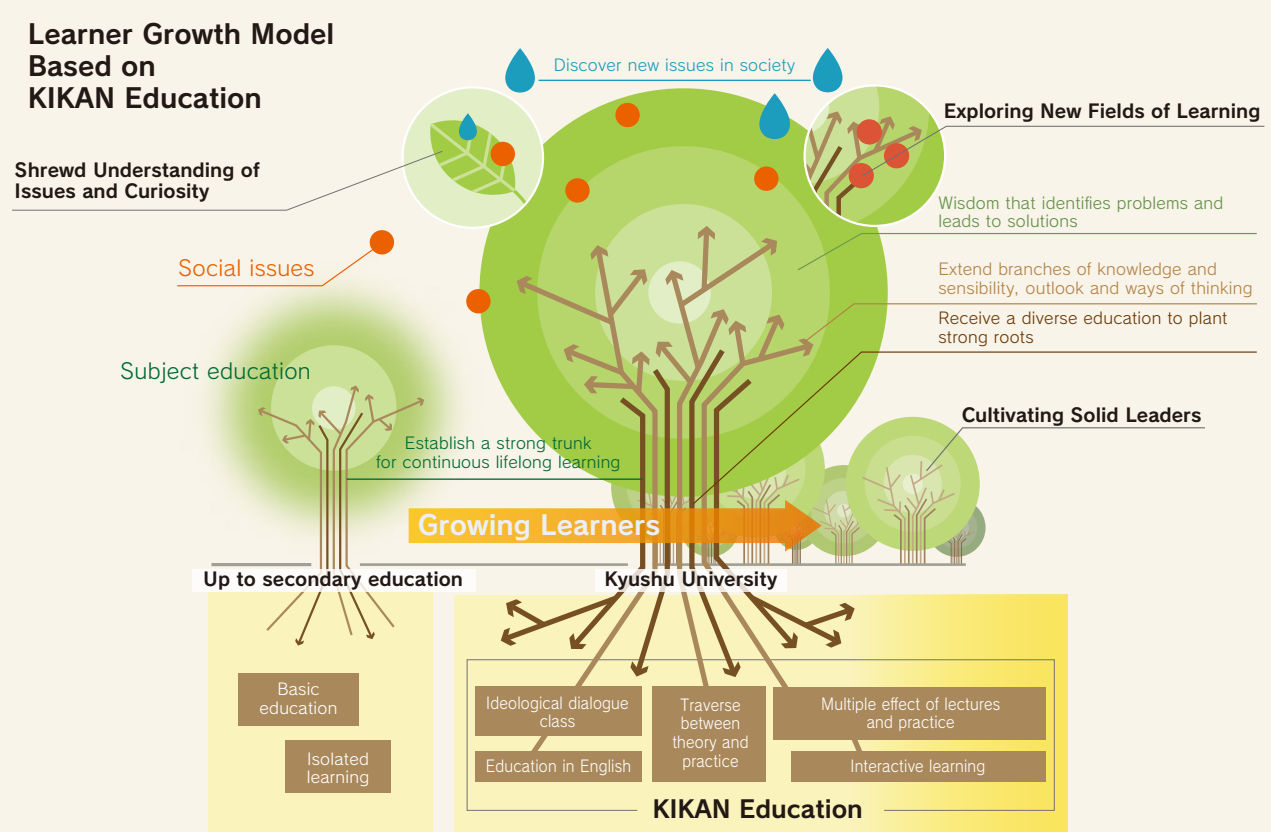 Learner Growth Model
Based on
KIKAN Education
Discover new issues in society
Exploring New Fields of Learning
Shrewd Understanding of
Issues and Curiosity
Wisdom that identifies problems and
leads to solutions
Social issues
Extend branches of knowledge and
sensibility, outlook and ways of thinking
Receive a diverse education to plant
strong roots
Subject education
Cultivating Solid Leaders
Establish a strong trunk
for continuous lifelong learning
Growing Learners
Up to secondary education
Kyushu University
Basic
education
Isolated
learning
Ideological dialogue
class
Traverse
between
theory and
practice
Multiple effect of lectures
and practice
Education in English
Interactive learning
KIKAN Education